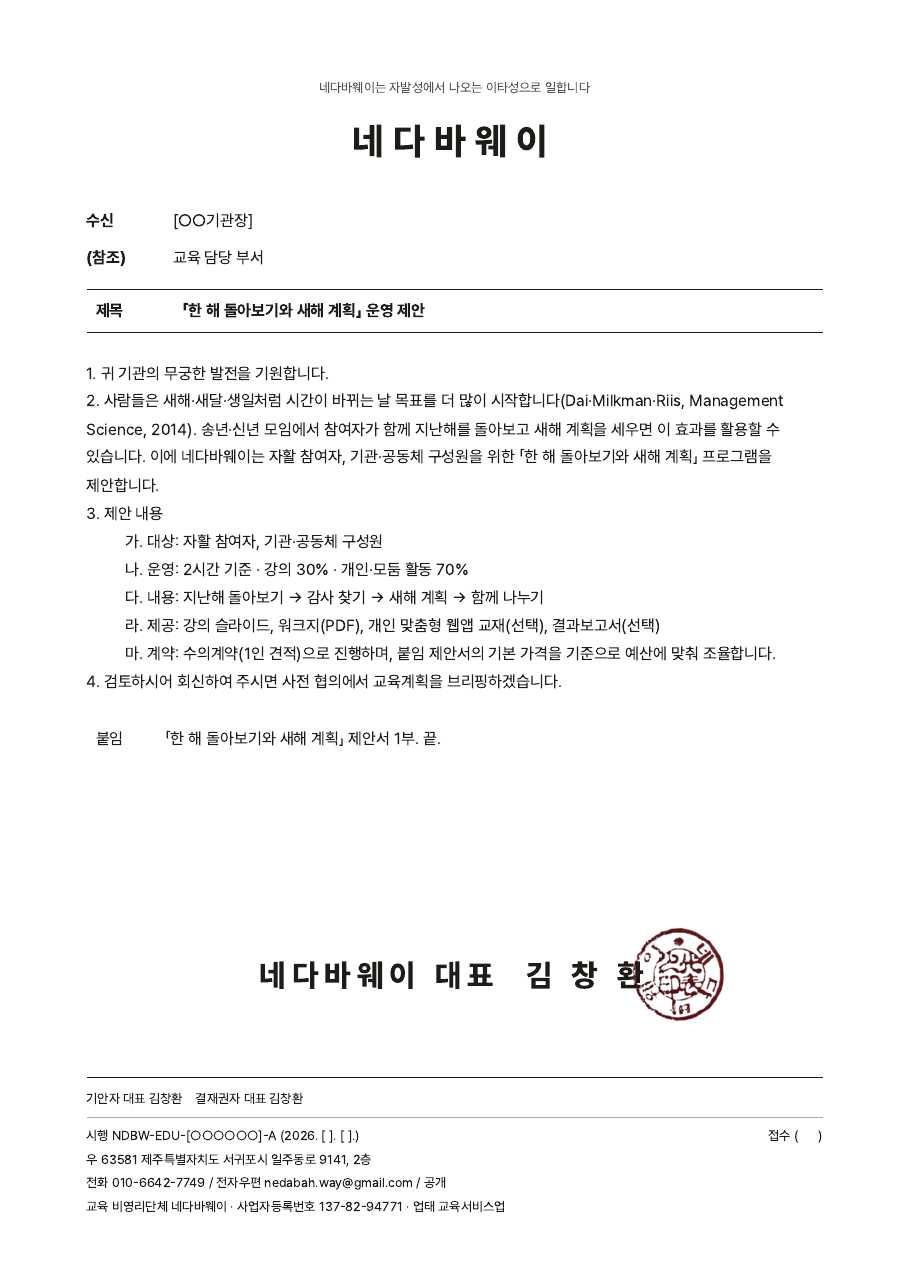 네다바웨이는 자발성에서 나오는 이타성으로 일합니다
네다바웨이
수신 [〇〇기관장]
(참조) 교육 담당 부서
제목 「한 해 돌아보기와 새해 계획」 운영 제안
1. 귀 기관의 무궁한 발전을 기원합니다.
2. 사람들은 새해·새달·생일처럼 시간이 바뀌는 날 목표를 더 많이 시작합니다(Dai·Milkman·Riis, Management
Science, 2014). 송년·신년 모임에서 참여자가 함께 지난해를 돌아보고 새해 계획을 세우면 이 효과를 활용할 수
있습니다. 이에 네다바웨이는 자활 참여자, 기관·공동체 구성원을 위한 「한 해 돌아보기와 새해 계획」 프로그램을
제안합니다.
3. 제안 내용
가. 대상: 자활 참여자, 기관·공동체 구성원
나. 운영: 2시간 기준 · 강의 30% · 개인·모둠 활동 70%
다. 내용: 지난해 돌아보기 → 감사 찾기 → 새해 계획 → 함께 나누기
라. 제공: 강의 슬라이드, 워크지(PDF), 개인 맞춤형 웹앱 교재(선택), 결과보고서(선택)
마. 계약: 수의계약(1인 견적)으로 진행하며, 붙임 제안서의 기본 가격을 기준으로 예산에 맞춰 조율합니다.
4. 검토하시어 회신하여 주시면 사전 협의에서 교육계획을 브리핑하겠습니다.
붙임 「한 해 돌아보기와 새해 계획」 제안서 1부. 끝.
네다바웨이 대표 김 창 환
기안자 대표 김창환 결재권자 대표 김창환
시행 NDBW-EDU-[〇〇〇〇〇〇]-A (2026. [ ]. [ ].) 접수 ( )
우 63581 제주특별자치도 서귀포시 일주동로 9141, 2층
전화 010-6642-7749 / 전자우편 nedabah.way@gmail.com / 공개
교육 비영리단체 네다바웨이 · 사업자등록번호 137-82-94771 · 업태 교육서비스업